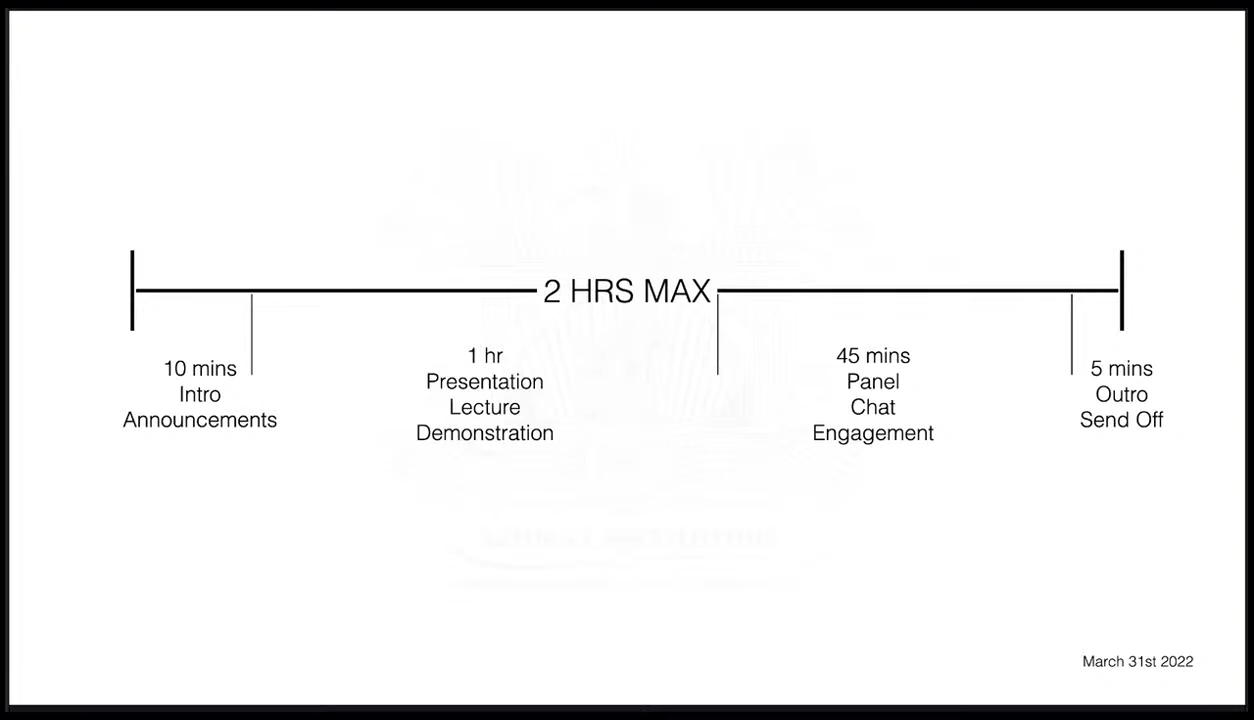 2 HRS MAX
10 mins
Intro
Announcements
1 hr
Presentation
Lecture
Demonstration
45 mins
Panel
Chat
Engagement
5 mins
Outro
Send Off
March 31st 2022